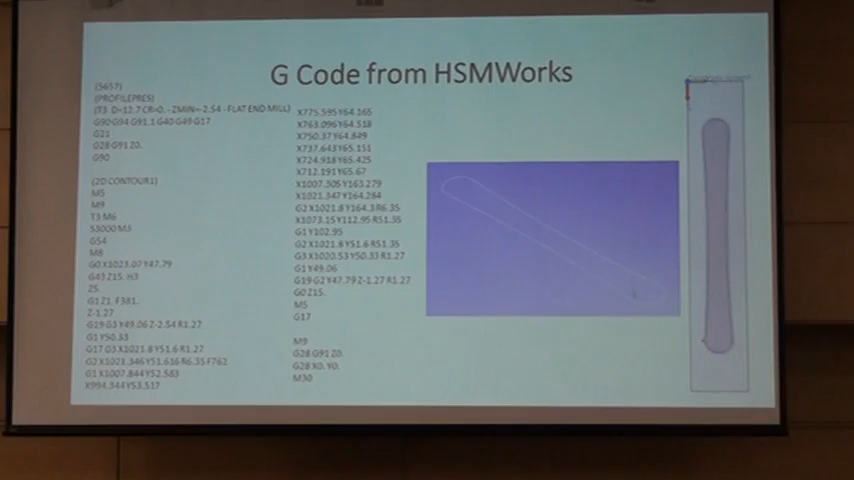 G Code from HSMWorks
(5657)
(PROFILEPRES)
(T3 D=12.7 CR=0. - ZMIN=-2.54 - FLAT END MILL)
G90 G94 G91.1 G40 G49 G17
G21
G28 G91 Z0.
G90
(2D CONTOUR1)
M5
M9
T3 M6
S3000 M3
G54
M8
G0 X1023.07 Y47.79
G43 Z15. H3
Z5.
G1 Z1. F381.
Z-1.27
G19 G3 Y49.06 Z-2.54 R1.27
G1 Y50.33
G17 G3 X1021.8 Y51.6 R1.27
G2 X1021.346 Y51.616 R6.35 F762
G1 X1007.844 Y52.583
X994.344 Y53.517
X775.595 Y64.165
X763.096 Y64.518
X750.37 Y64.849
X737.643 Y65.151
X724.918 Y65.425
X712.191 Y65.67
X1007.305 Y163.279
X1021.347 Y164.284
G2 X1021.8 Y164.3 R6.35
X1073.15 Y112.95 R51.35
G1 Y102.95
G2 X1021.8 Y51.6 R51.35
G3 X1020.53 Y50.33 R1.27
G1 Y49.06
G19 G2 Y47.79 Z-1.27 R1.27
G0 Z15.
M5
G17
M9
G28 G91 Z0.
G28 X0. Y0.
M30